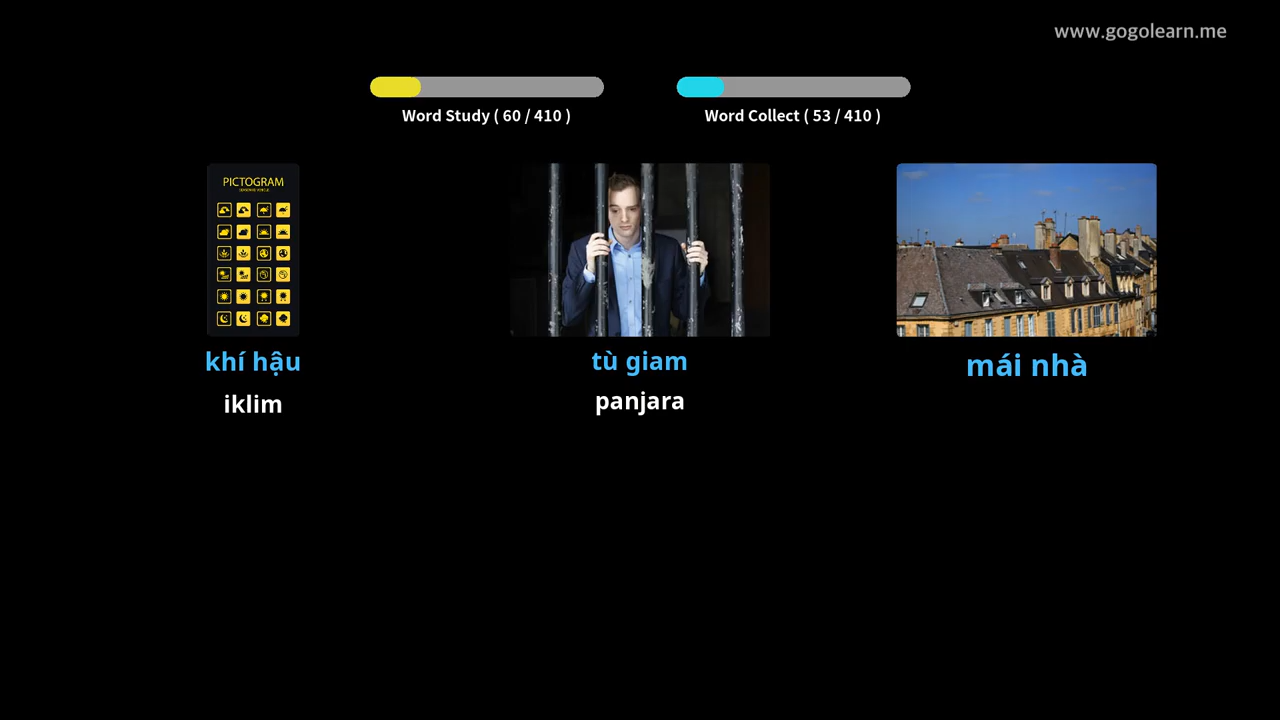 www.gogolearn.me
Word Study ( 60 / 410 )
Word Collect ( 53 / 410 )
PICTOGRAM
khí hậu
tù giam
mái nhà
iklim
panjara